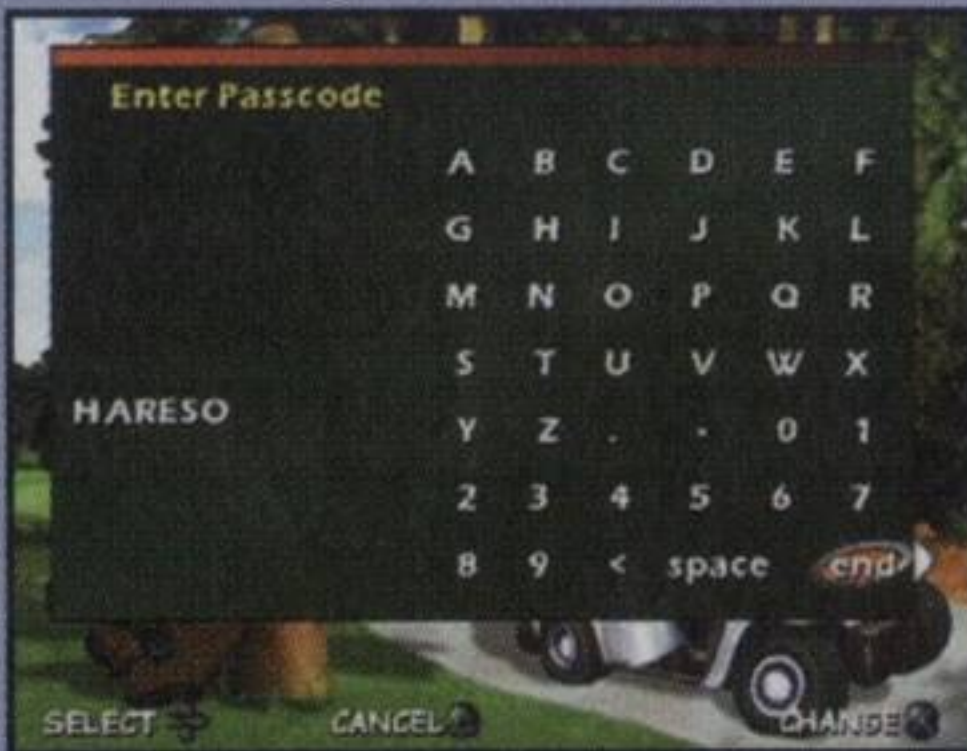 Enter Passcode
A B C D E F
G H I J K L
M N O P Q R
S T U V W X
HARESO
Y Z . - 0 1
2 3 4 5 6 7
8 9 < space end
SELECT CANCEL CHANGE